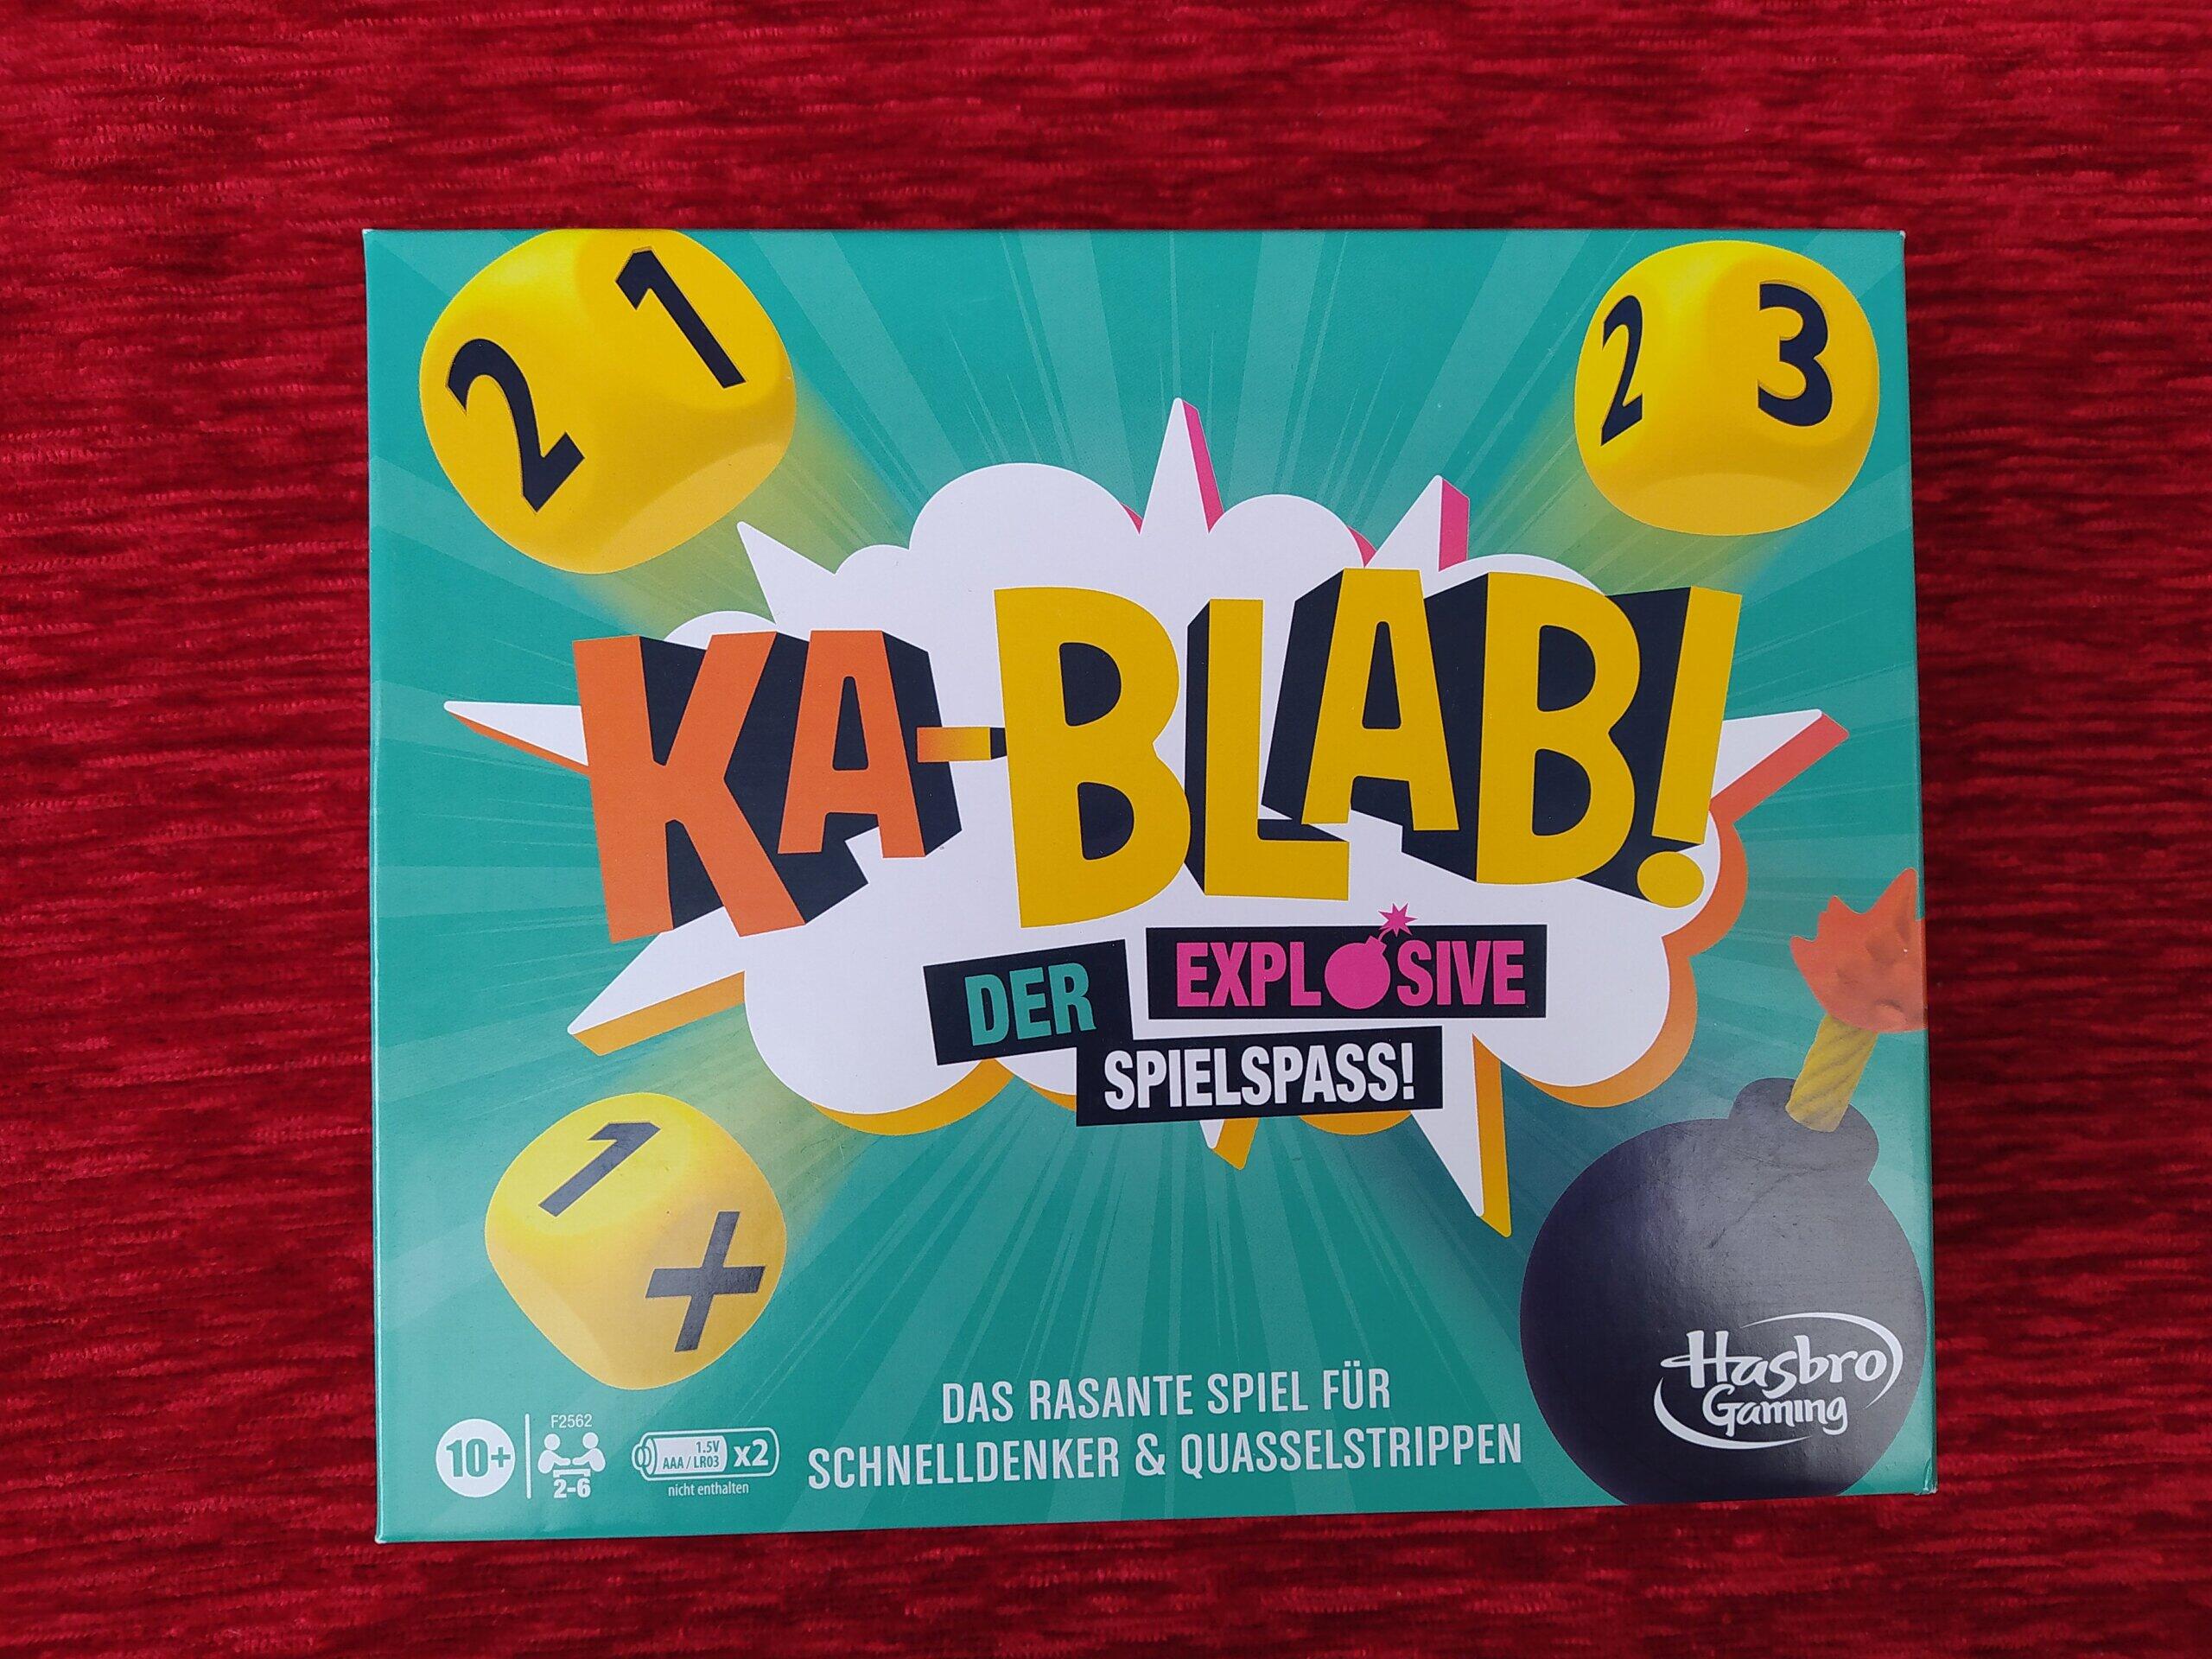 2 1
2 3
KA-BLAB!
DER EXPLOSIVE
SPIELSPASS!
1 +
DAS RASANTE SPIEL FÜR
SCHNELLDENKER & QUASSELSTRIPPEN
10+
F2562
2-6
1.5V
AAA / LR03
x2
nicht enthalten
Hasbro
Gaming